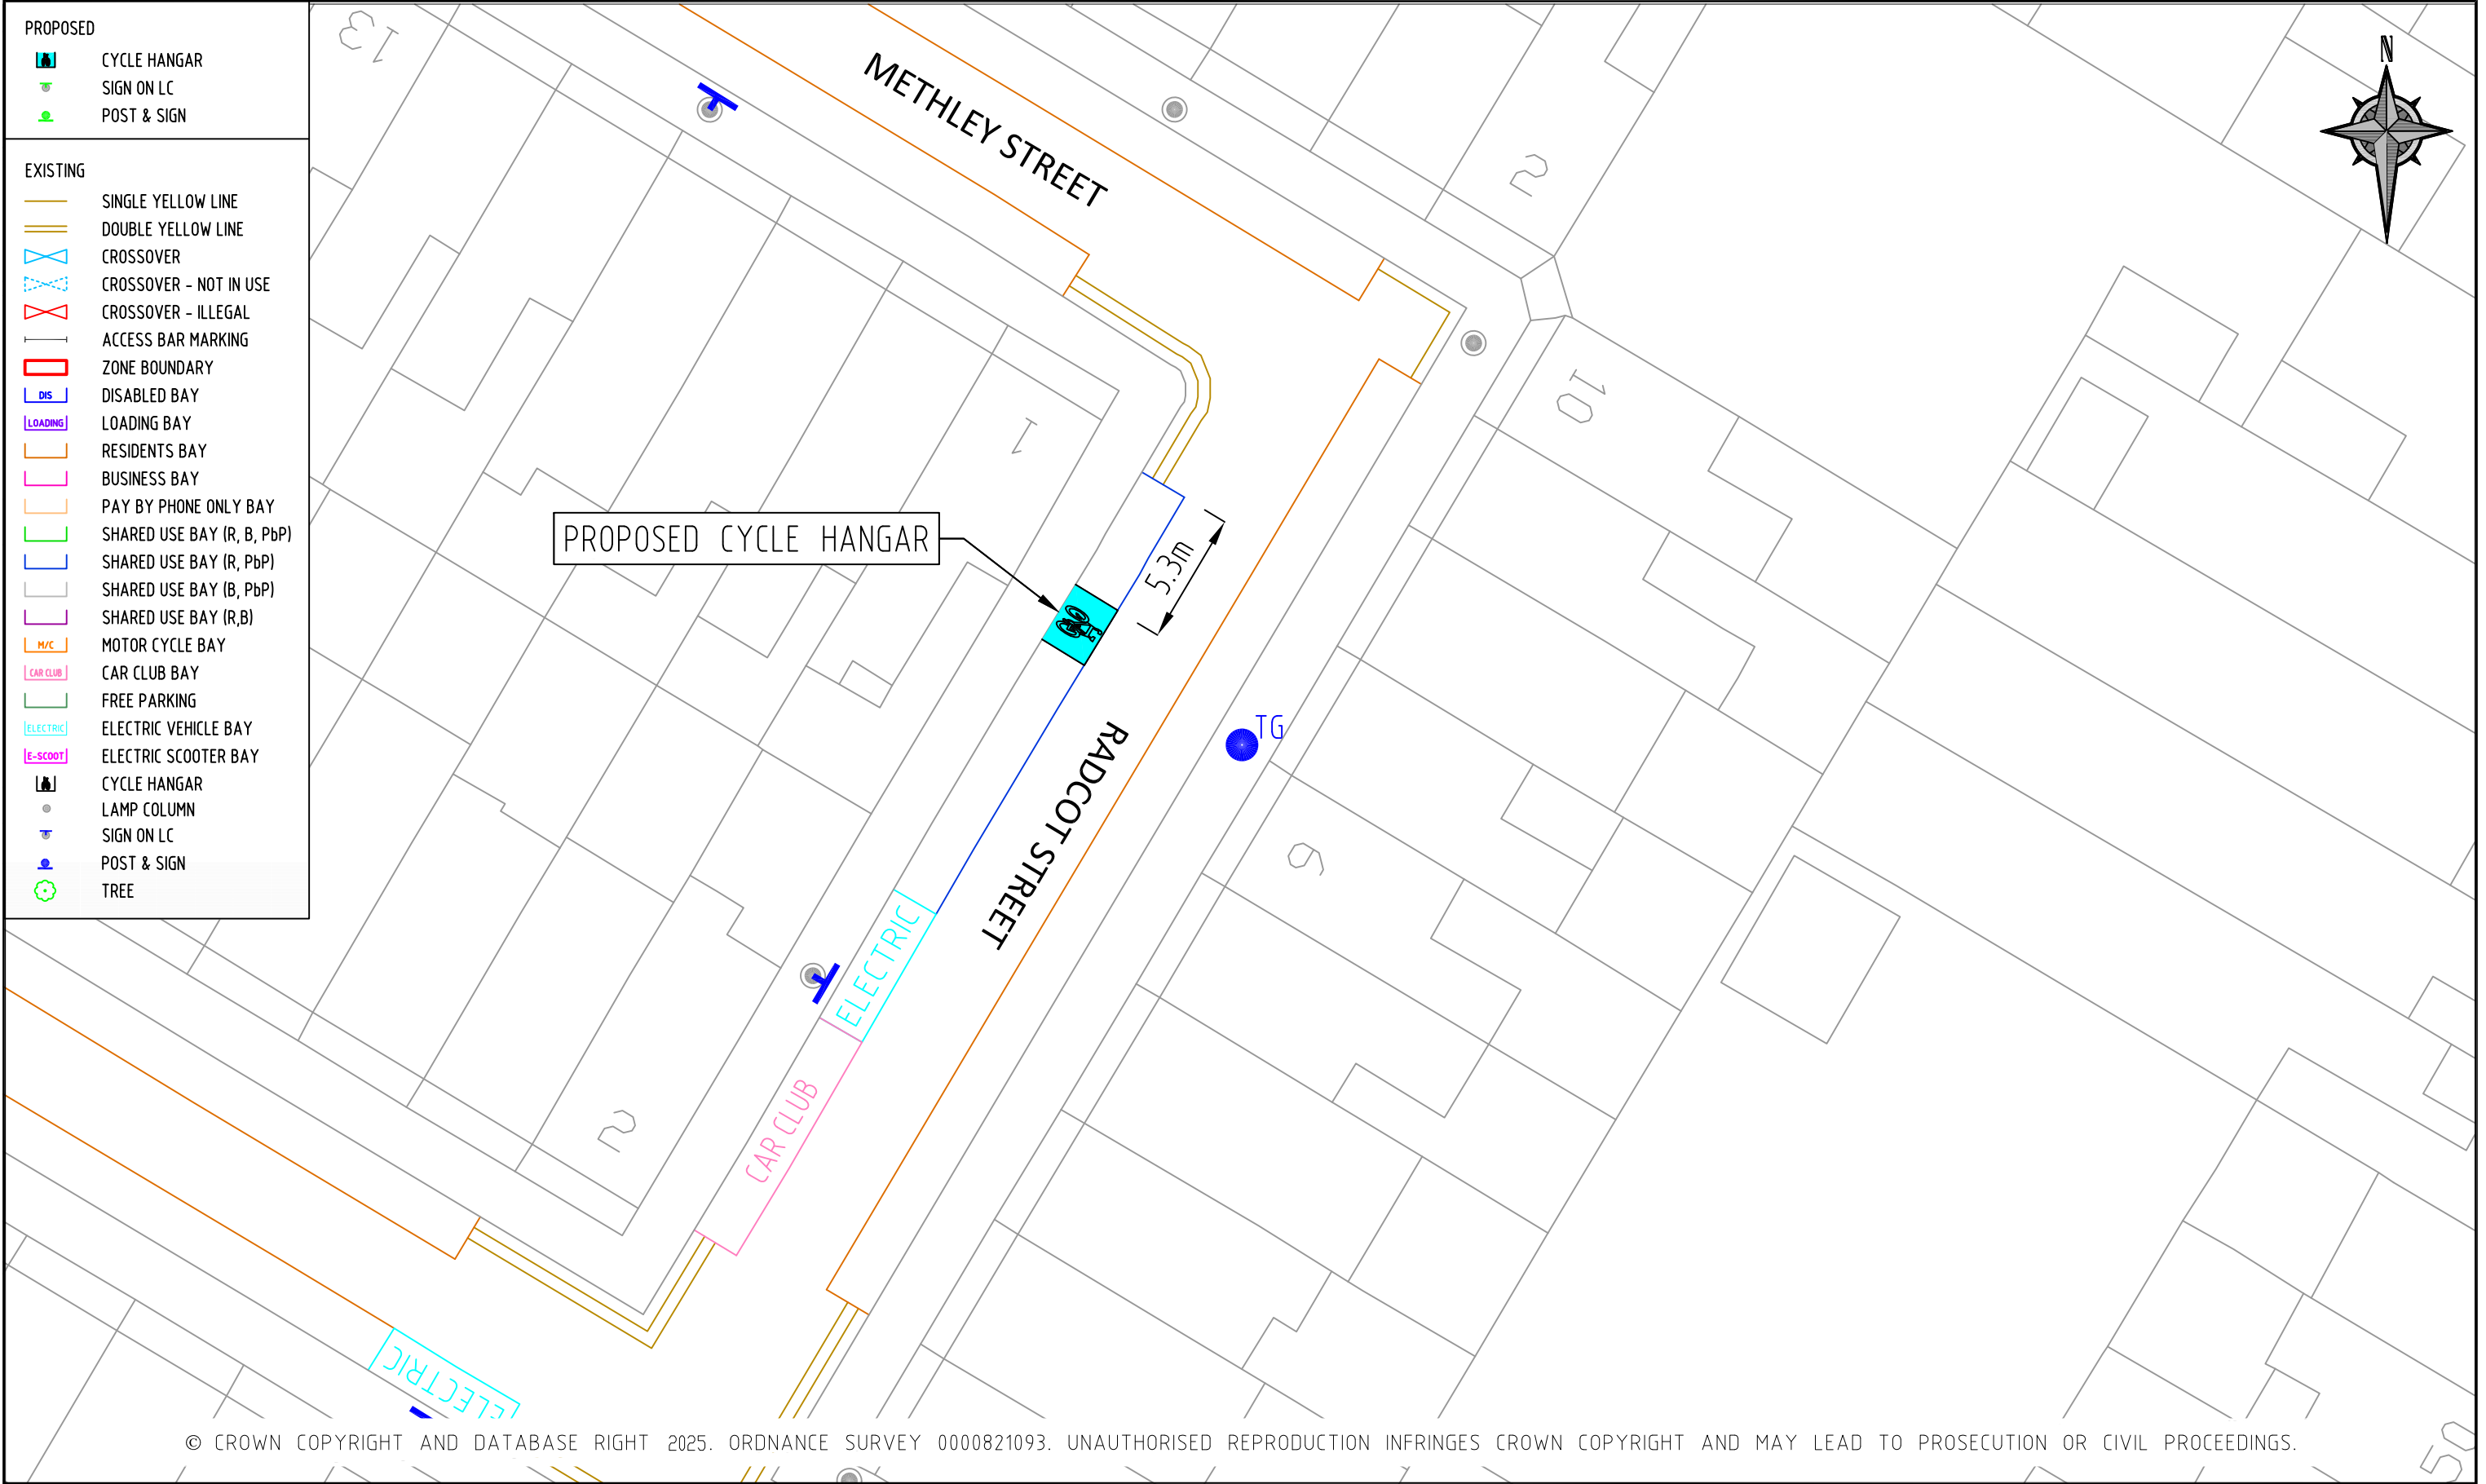 PROPOSED
CYCLE HANGAR
SIGN ON LC
POST & SIGN
EXISTING
SINGLE YELLOW LINE
DOUBLE YELLOW LINE
CROSSOVER
CROSSOVER - NOT IN USE
CROSSOVER - ILLEGAL
ACCESS BAR MARKING
ZONE BOUNDARY
DIS DISABLED BAY
LOADING LOADING BAY
RESIDENTS BAY
BUSINESS BAY
PAY BY PHONE ONLY BAY
SHARED USE BAY (R, B, PbP)
SHARED USE BAY (R, PbP)
SHARED USE BAY (B, PbP)
SHARED USE BAY (R,B)
M/C MOTOR CYCLE BAY
CAR CLUB CAR CLUB BAY
FREE PARKING
ELECTRIC ELECTRIC VEHICLE BAY
E-SCOOT ELECTRIC SCOOTER BAY
CYCLE HANGAR
LAMP COLUMN
SIGN ON LC
POST & SIGN
TREE
13
METHLEY STREET
2
N
10
1
PROPOSED CYCLE HANGAR
5.3m
TG
RADCOT STREET
6
ELECTRIC
CAR CLUB
2
ELECTRIC
© CROWN COPYRIGHT AND DATABASE RIGHT 2025. ORDNANCE SURVEY 0000821093. UNAUTHORISED REPRODUCTION INFRINGES CROWN COPYRIGHT AND MAY LEAD TO PROSECUTION OR CIVIL PROCEEDINGS.